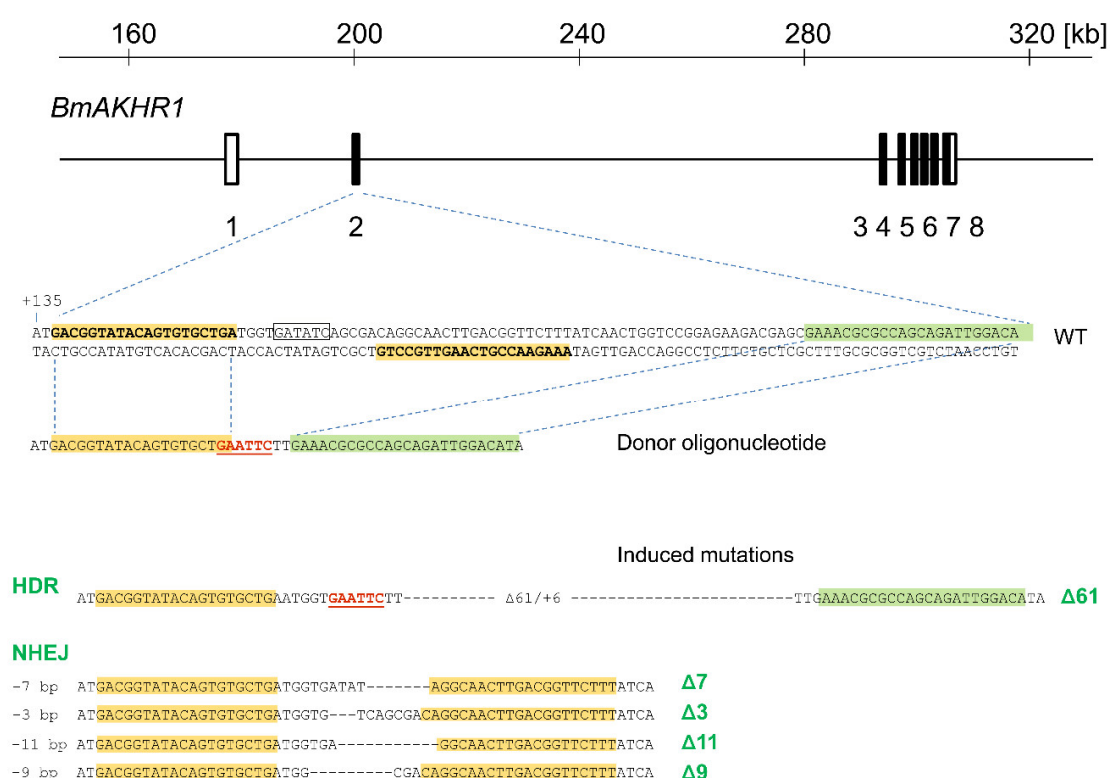 160 200 240 280 320 [kb]
BmAKHR1
1 2 3 4 5 6 7 8
+135
ATGACGGTATACAGTGTGCTGATGGTGATATCAGCGACAGGCAACTTGACGGTTCTTTATCAACTGGTCCGGAGAAGACGAGCGAAACGCGCCAGCAGATTGGACA
WT
TACTGCCATATGTCACACGACTACCACTATAGTCGCTGTCCGTTGAACTGCCAAGAAATAGTTGACCAGGCCTCTTCTGCTCGCTTTGCGCGGTCGTCTAACCTGT
ATGACGGTATACAGTGTGCTGAATTCTTGAAACGCGCCAGCAGATTGGACATA Donor oligonucleotide
Induced mutations
HDR
ATGACGGTATACAGTGTGCTGAATGGTGAATTCTT---------- Δ61/+6 -------------------------TTGAAACGCGCCAGCAGATTGGACATA Δ61
NHEJ
-7 bp ATGACGGTATACAGTGTGCTGATGGTGATAT-------AGGCAACTTGACGGTTCTTTATCA Δ7
-3 bp ATGACGGTATACAGTGTGCTGATGGTG---TCAGCGACAGGCAACTTGACGGTTCTTTATCA Δ3
-11 bp ATGACGGTATACAGTGTGCTGATGGTGA-----------GGCAACTTGACGGTTCTTTATCA Δ11
-9 bp ATGACGGTATACAGTGTGCTGATGG---------CGACAGGCAACTTGACGGTTCTTTATCA Δ9